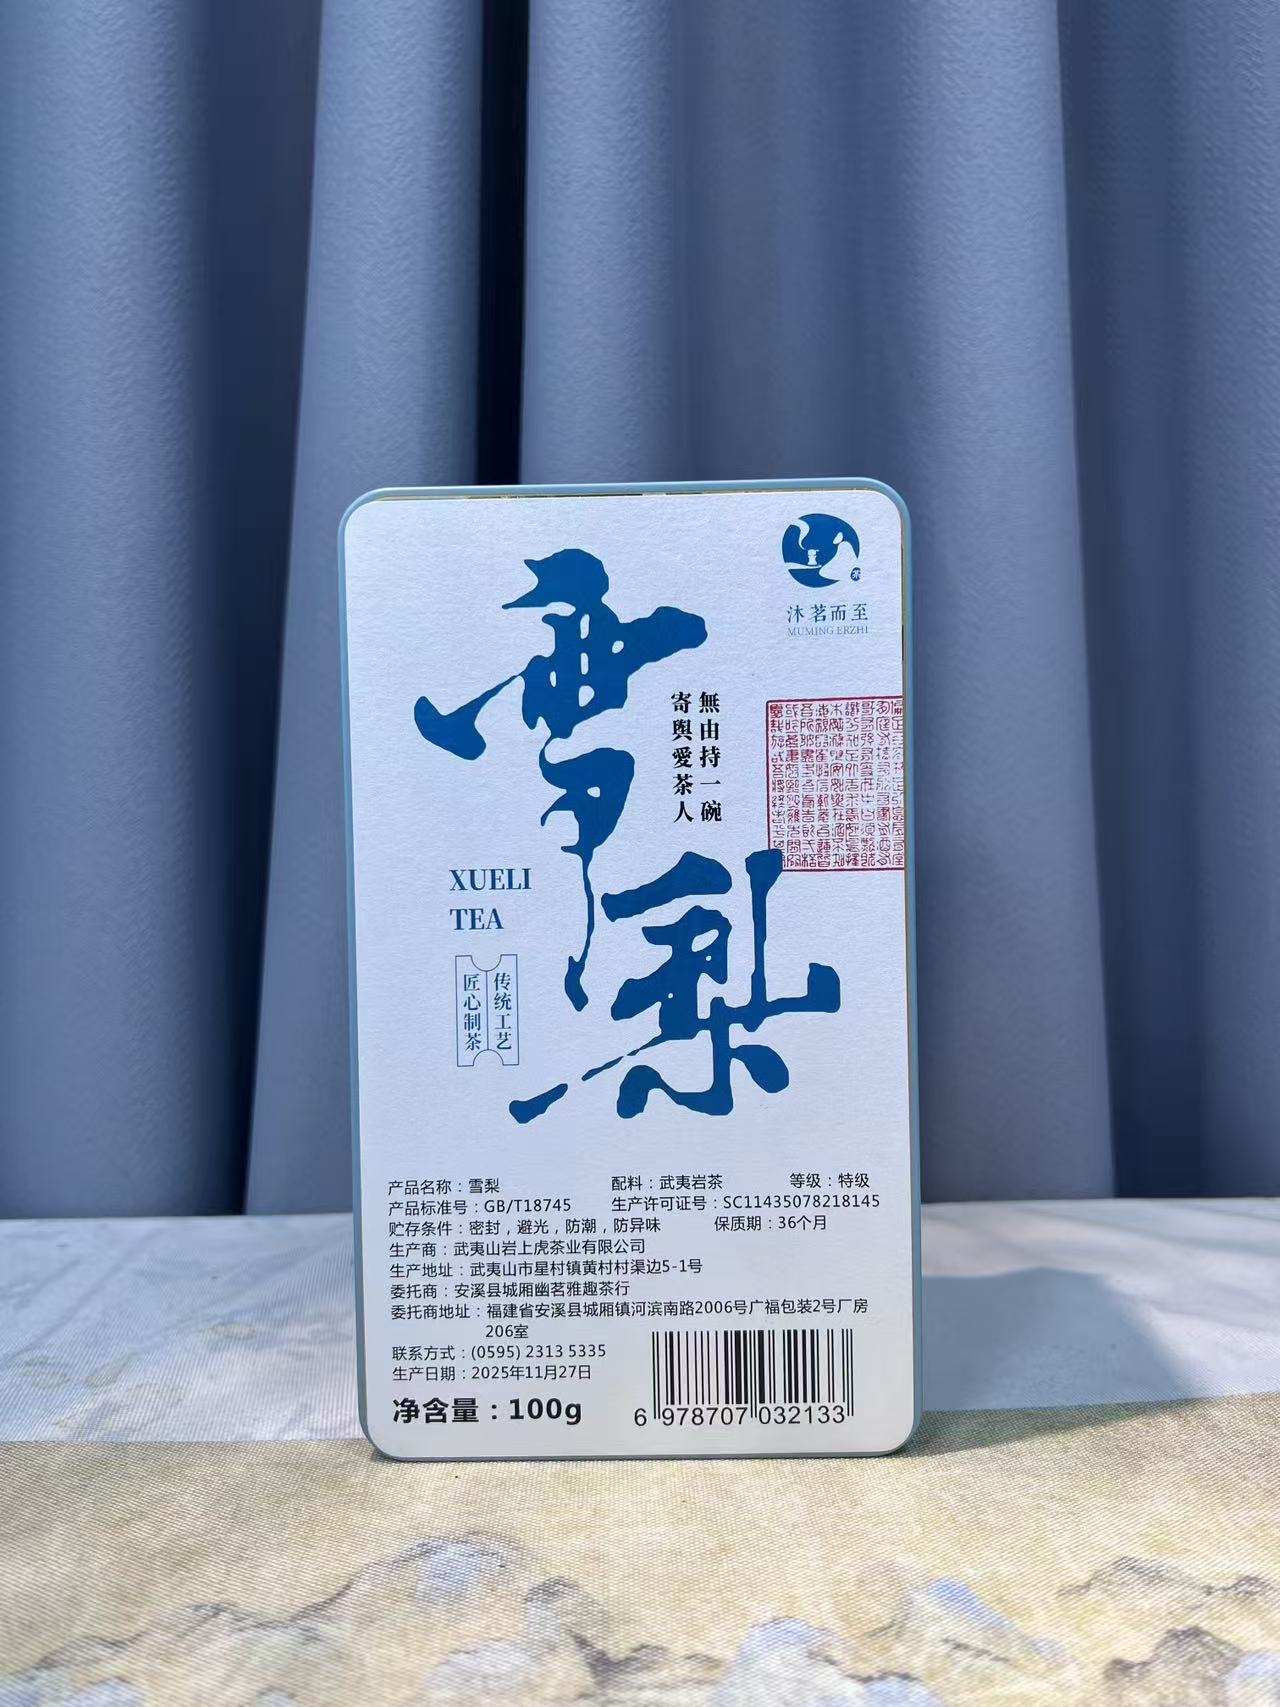 雪梨
沐茗而至
MUMING ERZHI
無由持一碗
寄與愛茶人
XUELI
TEA
传统工艺
匠心制茶
产品名称：雪梨 配料：武夷岩茶 等级：特级
产品标准号：GB/T18745 生产许可证号：SC11435078218145
贮存条件：密封，避光，防潮，防异味 保质期：36个月
生产商：武夷山岩上虎茶业有限公司
生产地址：武夷山市星村镇黄村村渠边5-1号
委托商：安溪县城厢幽茗雅趣茶行
委托商地址：福建省安溪县城厢镇河滨南路2006号广福包装2号厂房
206室
联系方式：(0595) 2313 5335
生产日期：2025年11月27日
净含量：100g
6 978707 032133